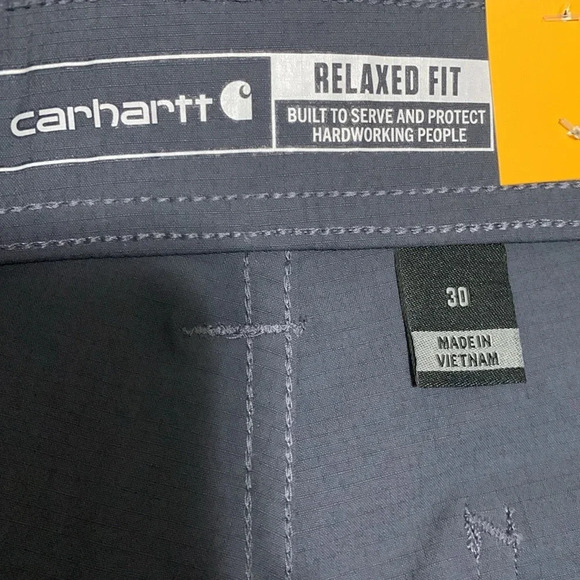 carhartt
RELAXED FIT
BUILT TO SERVE AND PROTECT
HARDWORKING PEOPLE
30
MADE IN
VIETNAM